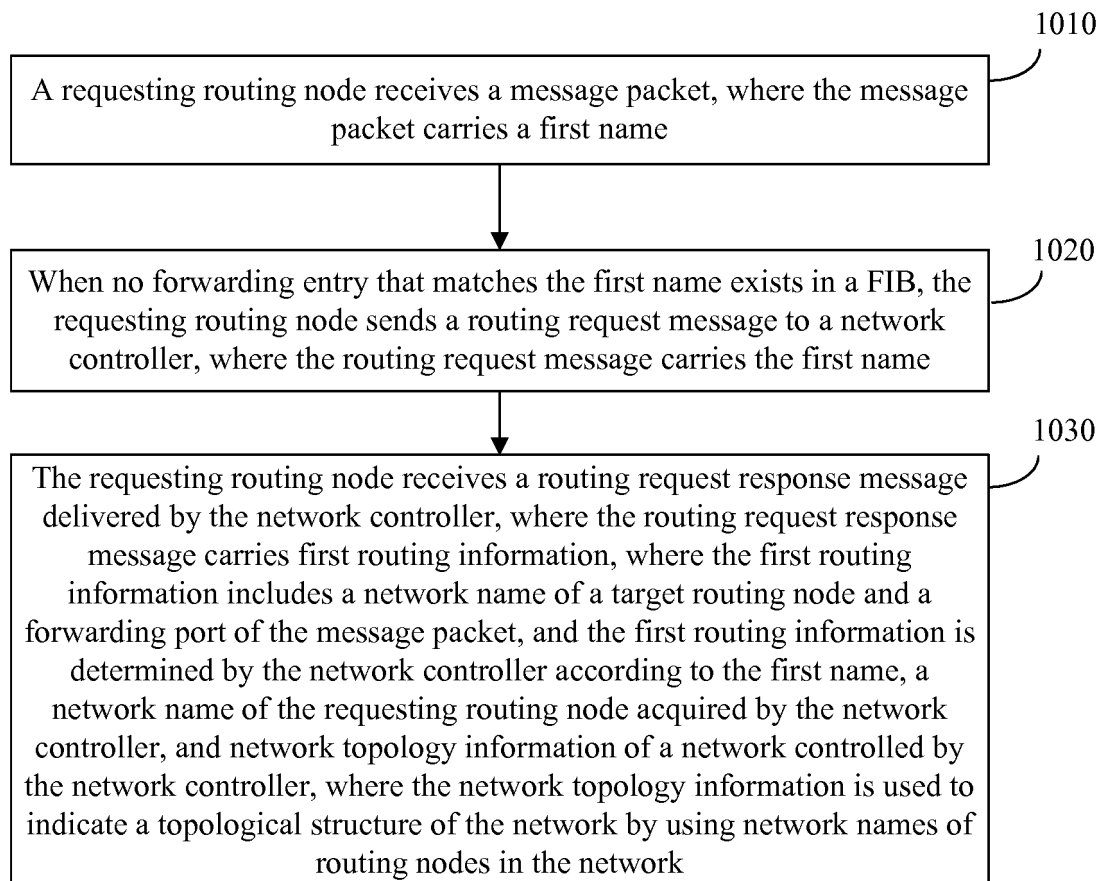 1010
A requesting routing node receives a message packet, where the message
packet carries a first name
1020
When no forwarding entry that matches the first name exists in a FIB, the
requesting routing node sends a routing request message to a network
controller, where the routing request message carries the first name
1030
The requesting routing node receives a routing request response message
delivered by the network controller, where the routing request response
message carries first routing information, where the first routing
information includes a network name of a target routing node and a
forwarding port of the message packet, and the first routing information is
determined by the network controller according to the first name, a
network name of the requesting routing node acquired by the network
controller, and network topology information of a network controlled by
the network controller, where the network topology information is used to
indicate a topological structure of the network by using network names of
routing nodes in the network